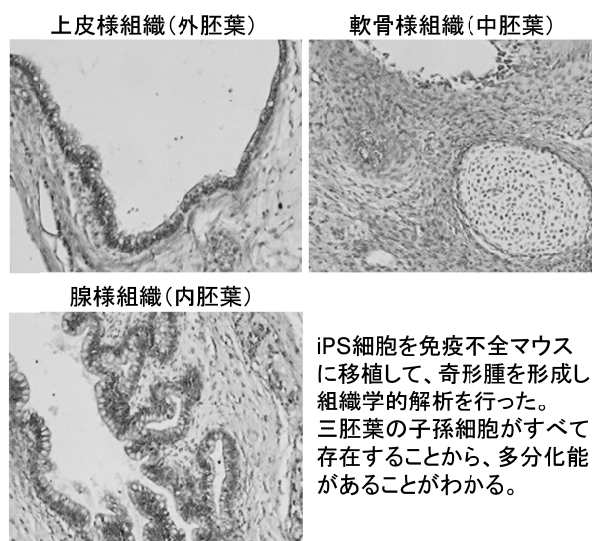 上皮様組織（外胚葉）
軟骨様組織（中胚葉）
腺様組織（内胚葉）
iPS細胞を免疫不全マウス
に移植して、奇形腫を形成し
組織学的解析を行った。
三胚葉の子孫細胞がすべて
存在することから、多分化能
があることがわかる。